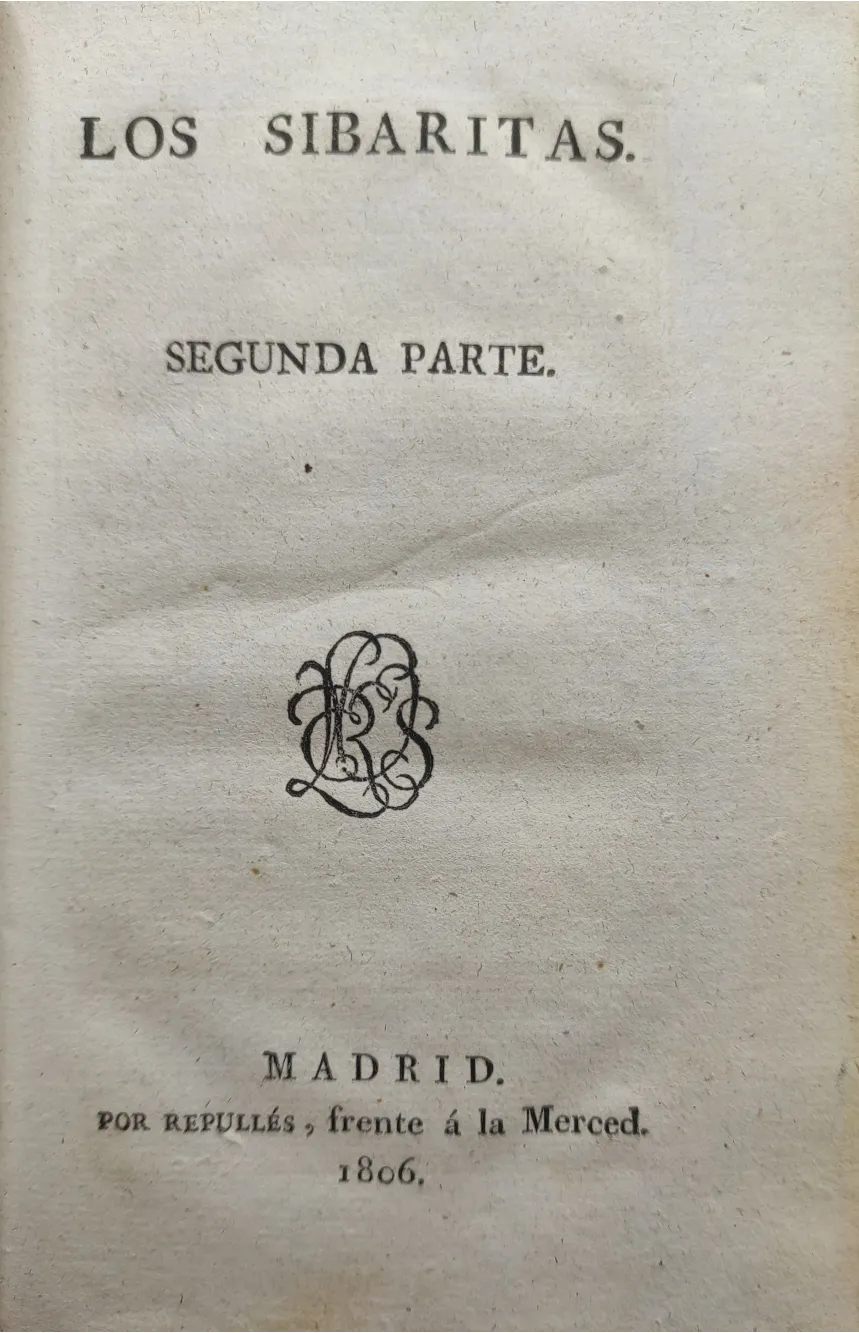 LOS SIBARITAS.
SEGUNDA PARTE.
MADRID.
POR REPULLÉS, frente á la Merced.
1806.